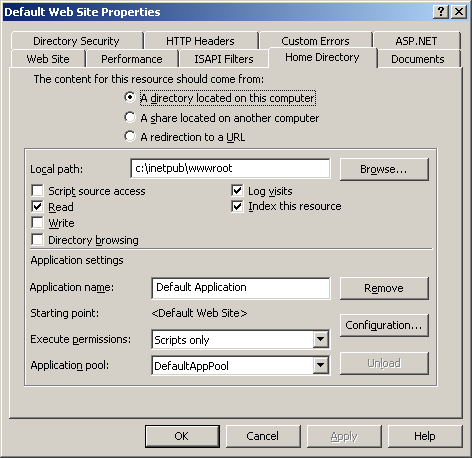 Default Web Site Properties
Directory Security HTTP Headers Custom Errors ASP.NET
Web Site Performance ISAPI Filters Home Directory Documents
The content for this resource should come from:
A directory located on this computer
A share located on another computer
A redirection to a URL
Local path: c:\inetpub\wwwroot Browse...
Script source access Log visits
Read Index this resource
Write
Directory browsing
Application settings
Application name: Default Application Remove
Starting point: <Default Web Site>
Configuration...
Execute permissions: Scripts only
Application pool: DefaultAppPool Unload
OK Cancel Apply Help